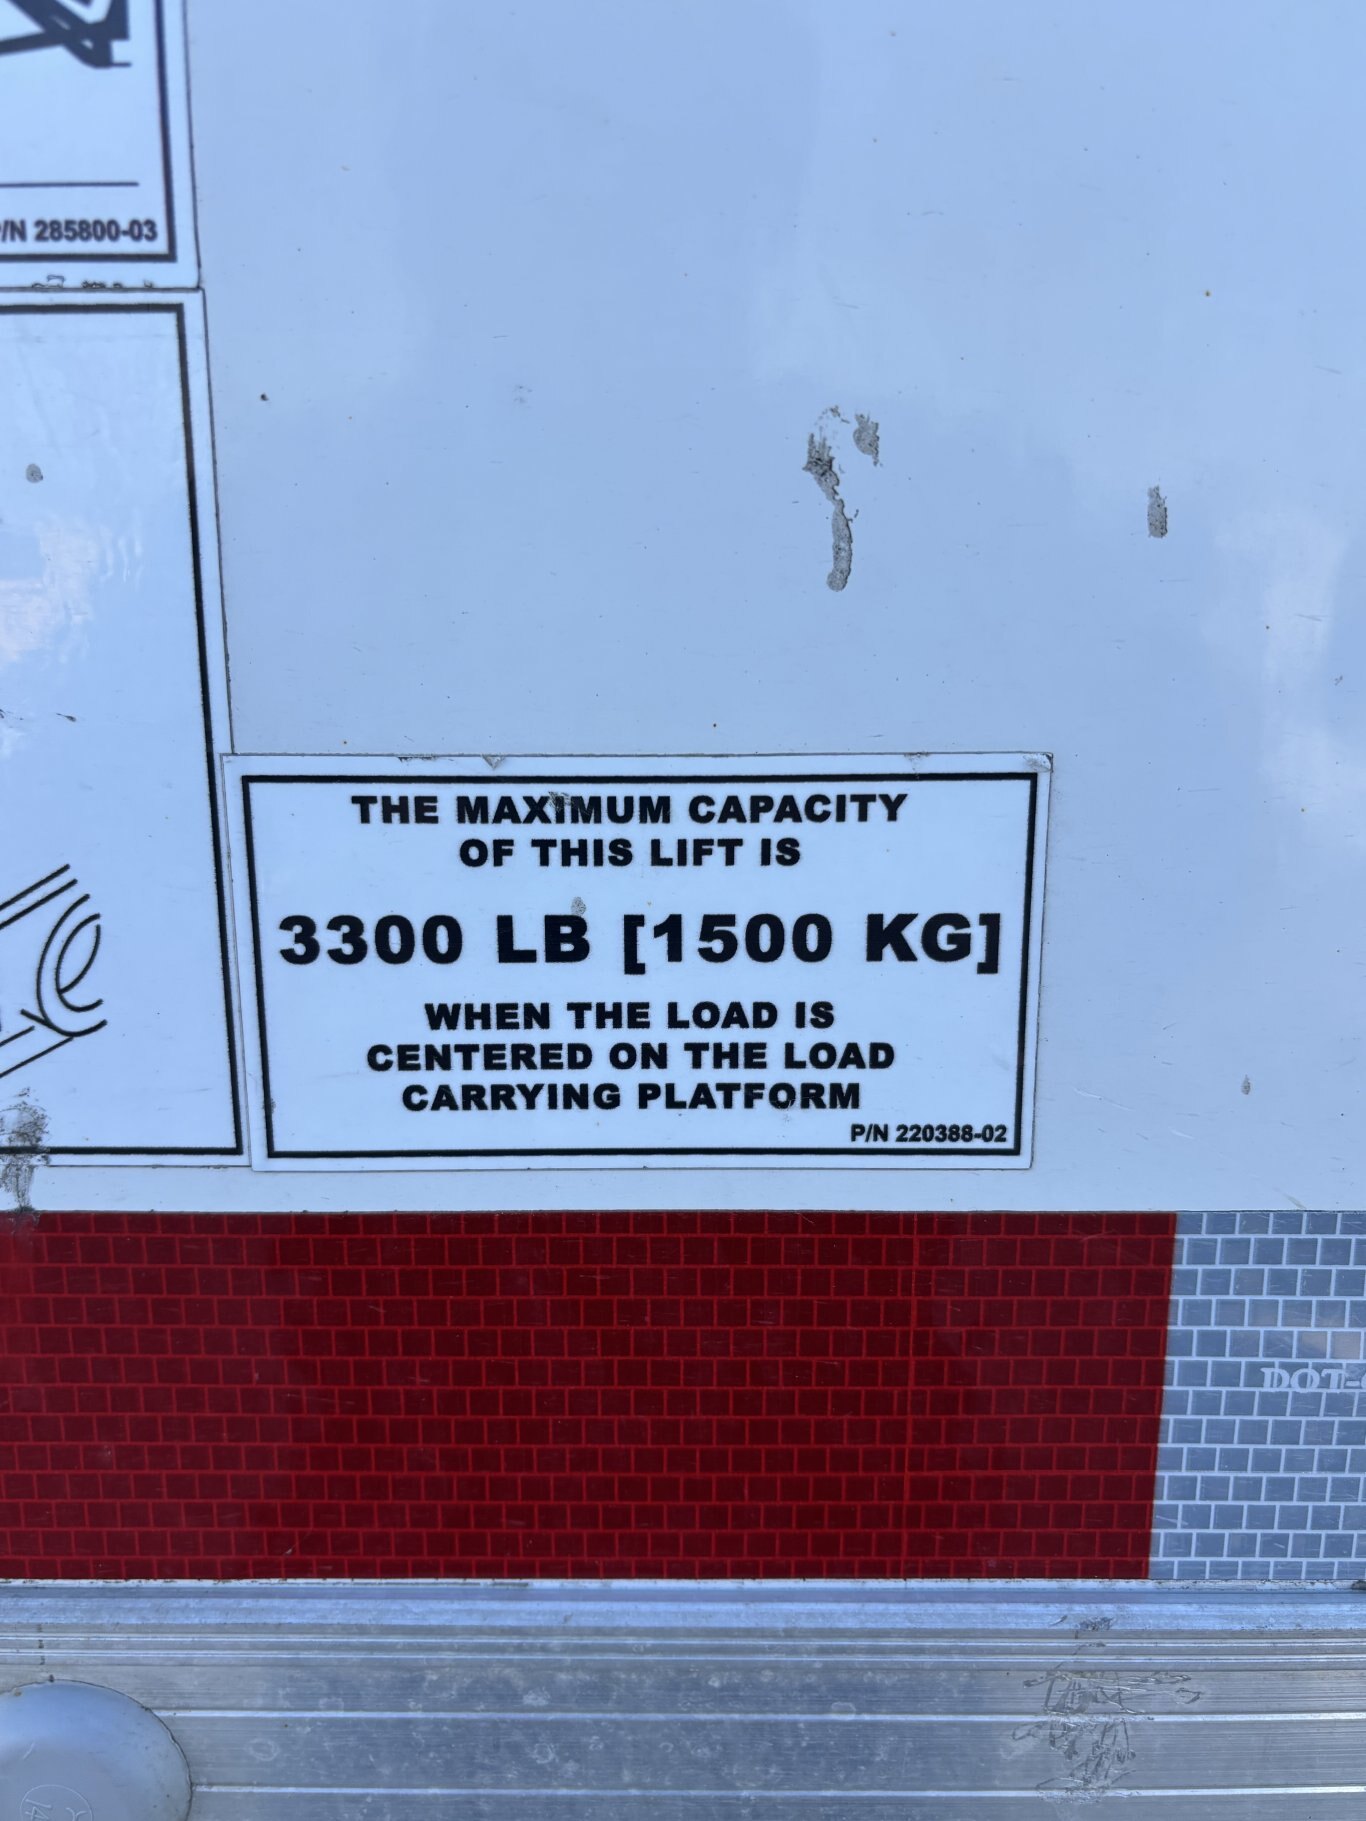 P/N 285800-03
THE MAXIMUM CAPACITY
OF THIS LIFT IS
3300 LB [1500 KG]
WHEN THE LOAD IS
CENTERED ON THE LOAD
CARRYING PLATFORM
P/N 220388-02
DOT-